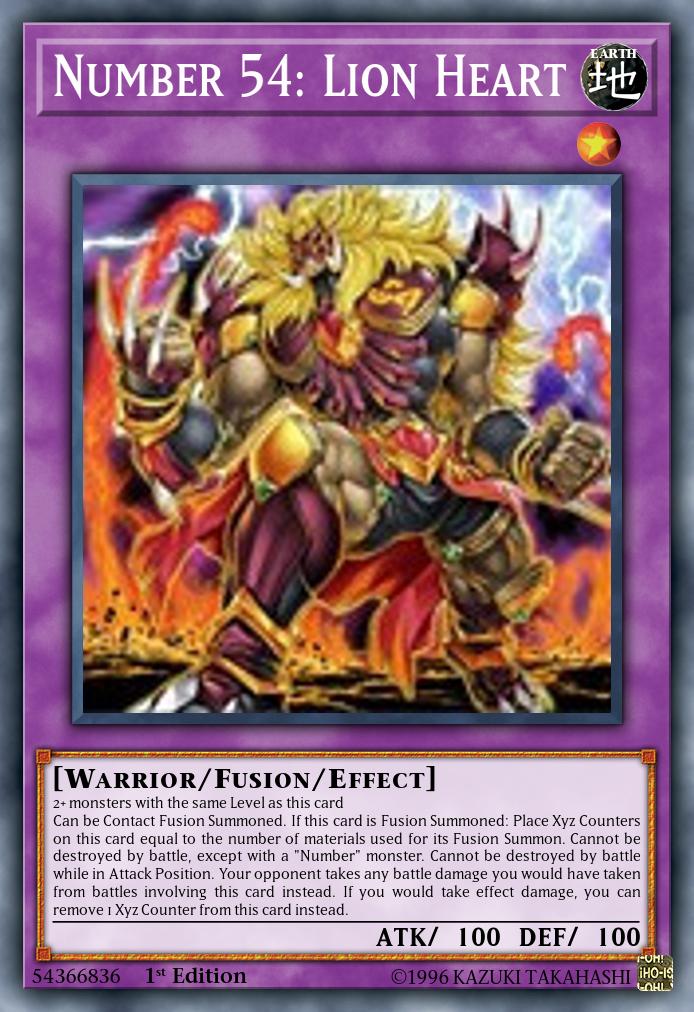 Number 54: Lion Heart
EARTH
地
[Warrior/Fusion/Effect]
2+ monsters with the same Level as this card
Can be Contact Fusion Summoned. If this card is Fusion Summoned: Place Xyz Counters
on this card equal to the number of materials used for its Fusion Summon. Cannot be
destroyed by battle, except with a "Number" monster. Cannot be destroyed by battle
while in Attack Position. Your opponent takes any battle damage you would have taken
from battles involving this card instead. If you would take effect damage, you can
remove 1 Xyz Counter from this card instead.
ATK/ 100 DEF/ 100
54366836 1st Edition ©1996 KAZUKI TAKAHASHI